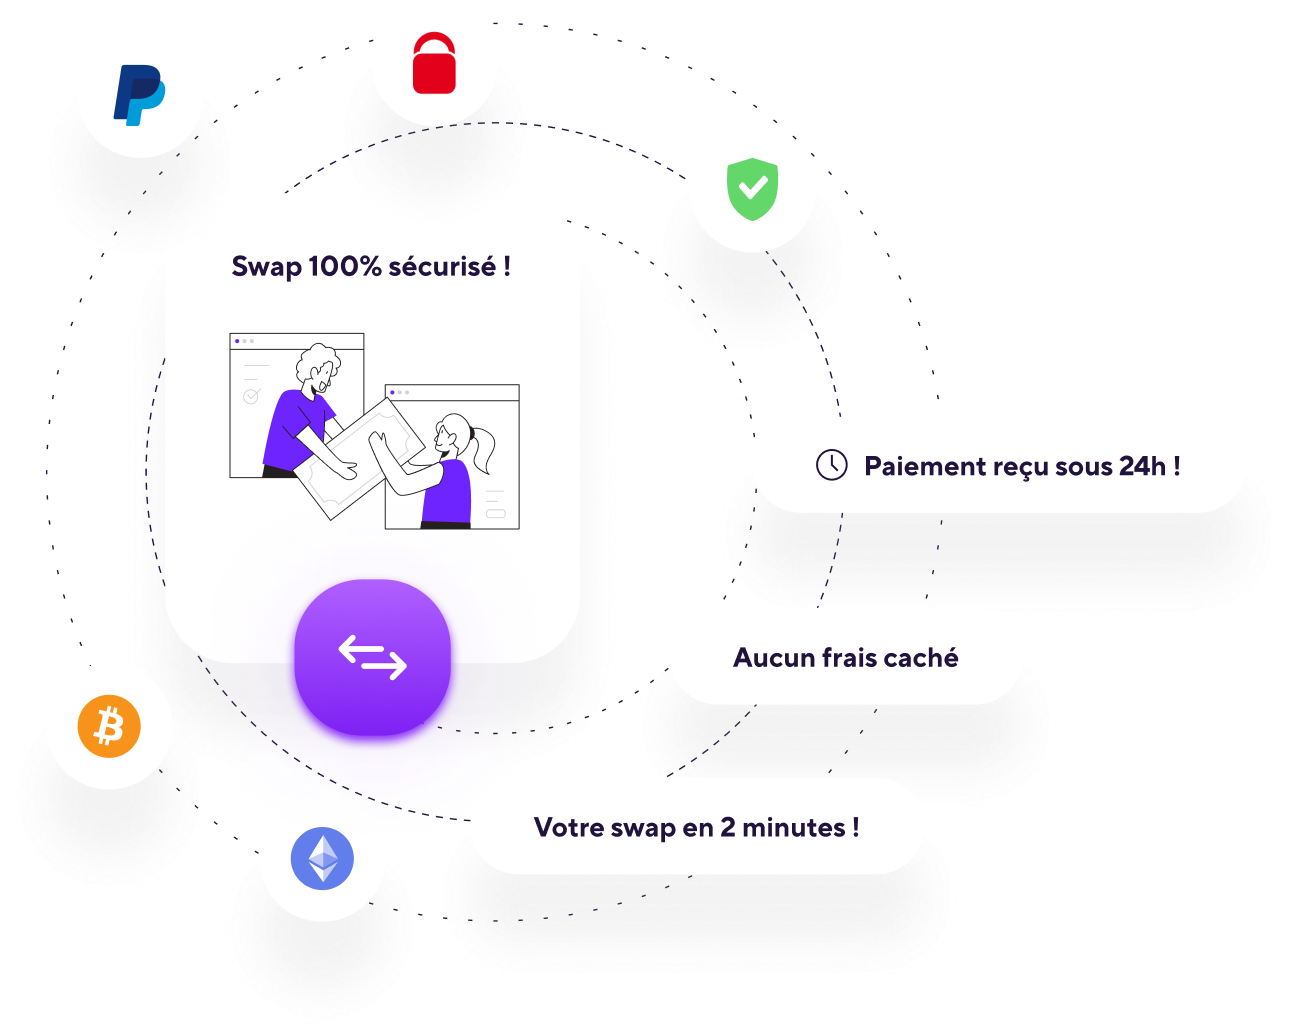 Swap 100% sécurisé !
Paiement reçu sous 24h !
Aucun frais caché
Votre swap en 2 minutes !